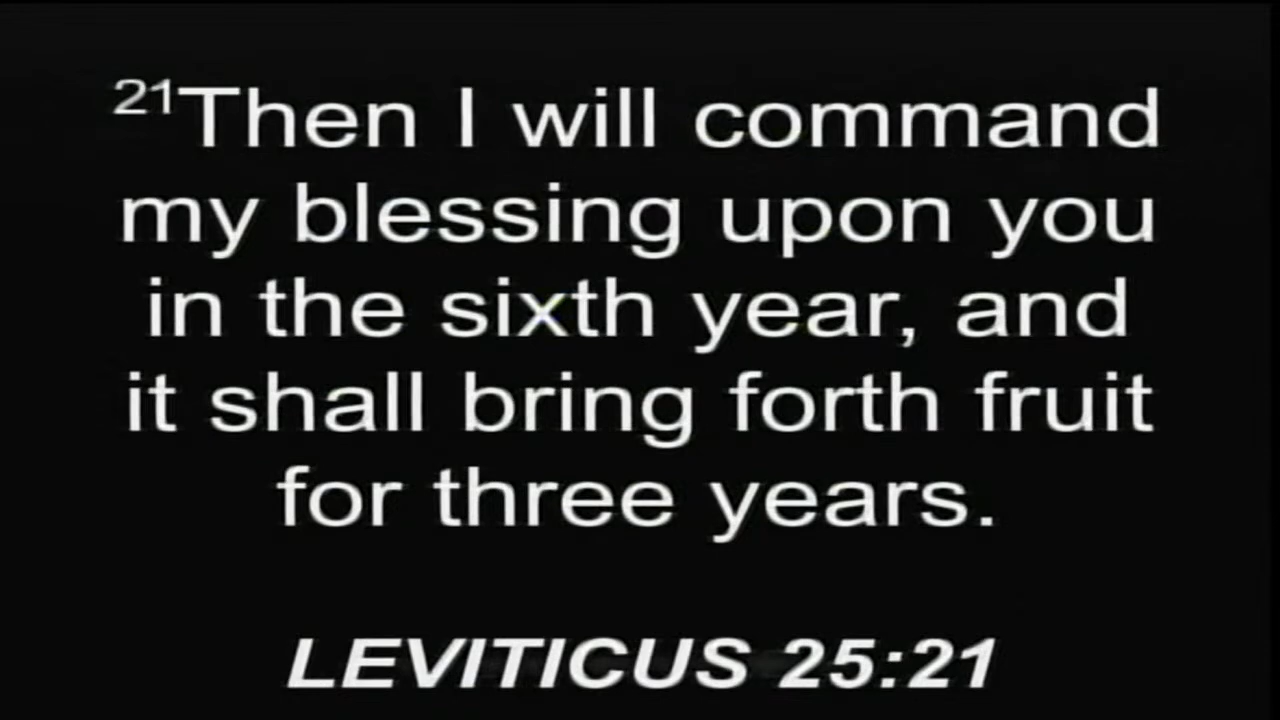 21Then I will command
my blessing upon you
in the sixth year, and
it shall bring forth fruit
for three years.
LEVITICUS 25:21